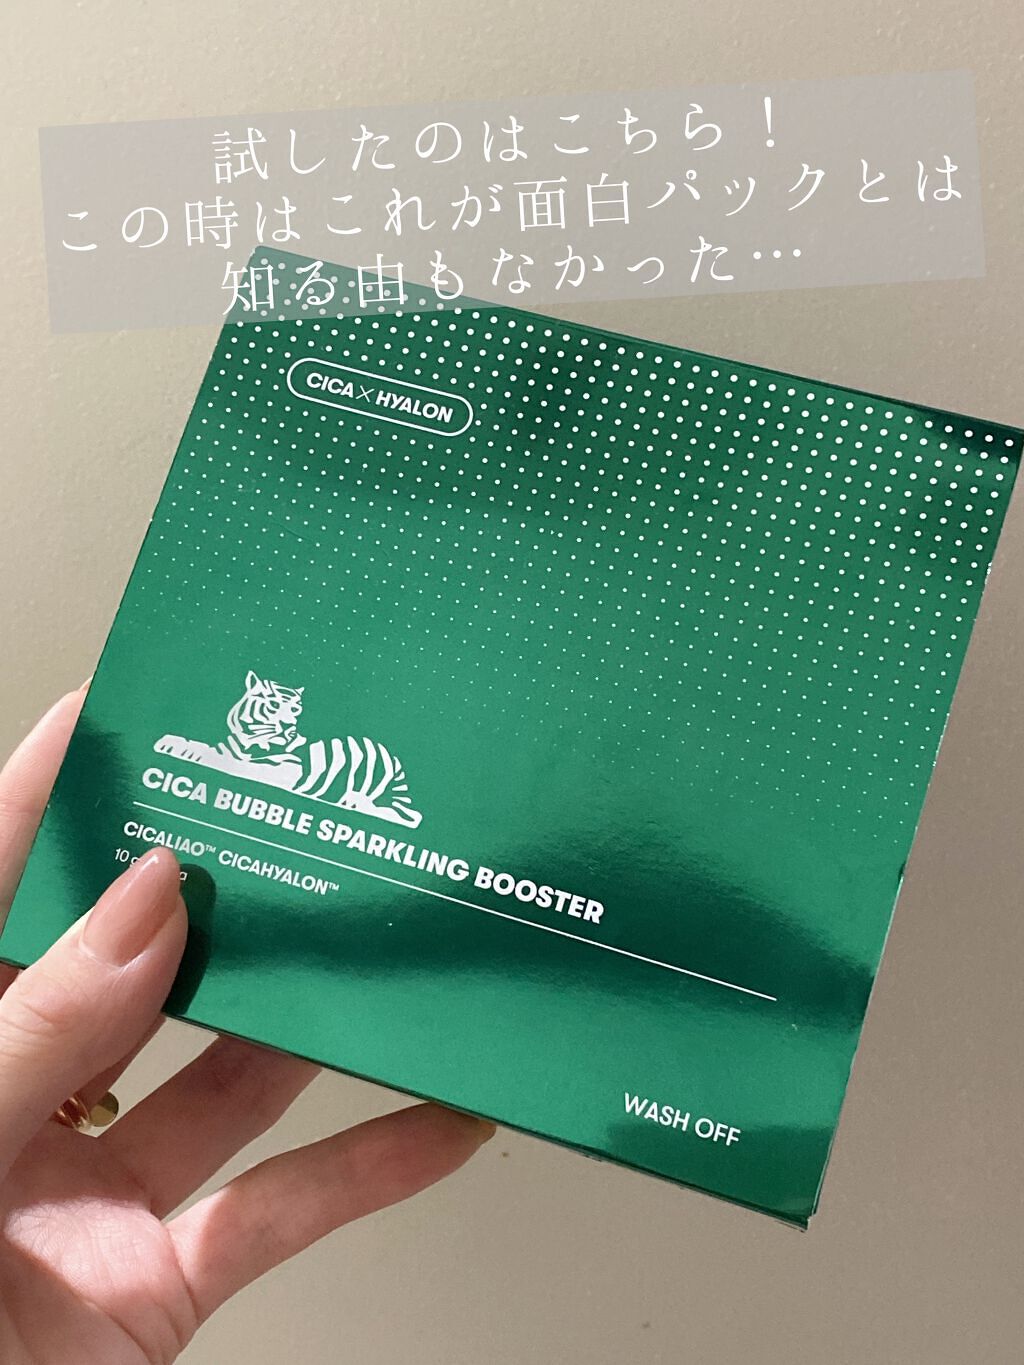 試したのはこちら！
この時はこれが面白パックとは
知る由もなかった…
CICA×HYALON
CICA BUBBLE SPARKLING BOOSTER
CICALIAO™ CICAHYALON™
10
WASH OFF